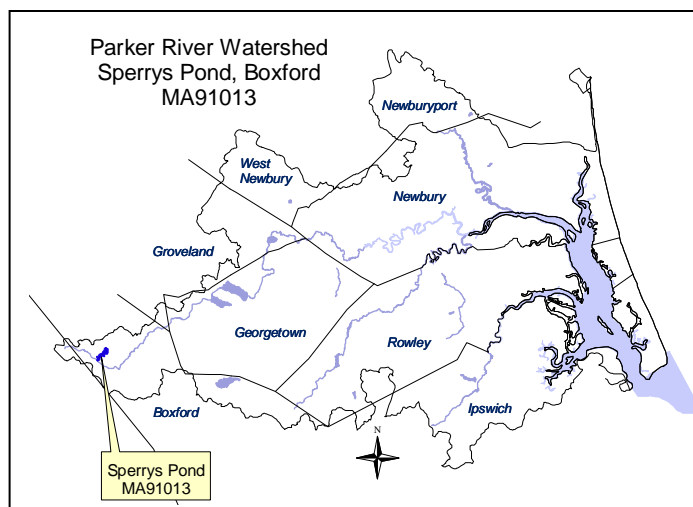 Parker River Watershed
Sperrys Pond, Boxford
MA91013
Newburyport
West
Newbury
Newbury
Groveland
Georgetown
Rowley
Boxford
Ipswich
N
Sperrys Pond
MA91013